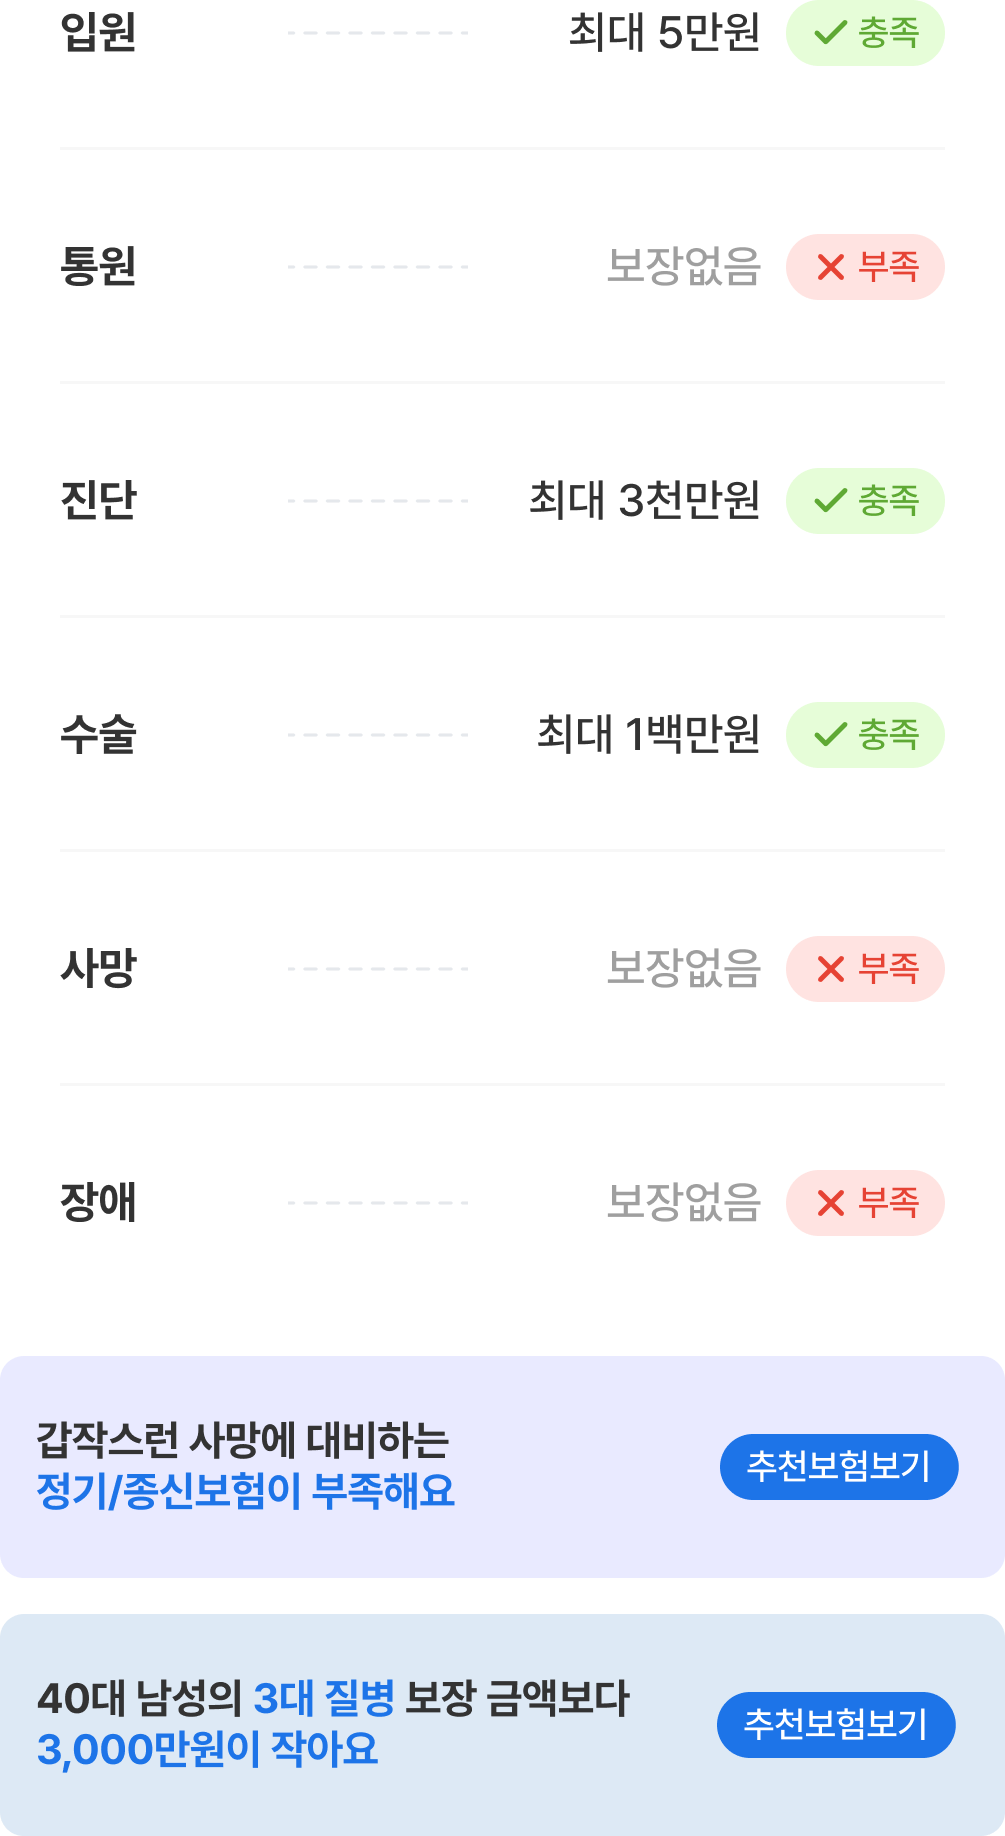 입원 최대 5만원 충족
통원 보장없음 부족
진단 최대 3천만원 충족
수술 최대 1백만원 충족
사망 보장없음 부족
장애 보장없음 부족
갑작스런 사망에 대비하는
정기/종신보험이 부족해요
추천보험보기
40대 남성의 3대 질병 보장 금액보다
3,000만원이 작아요
추천보험보기